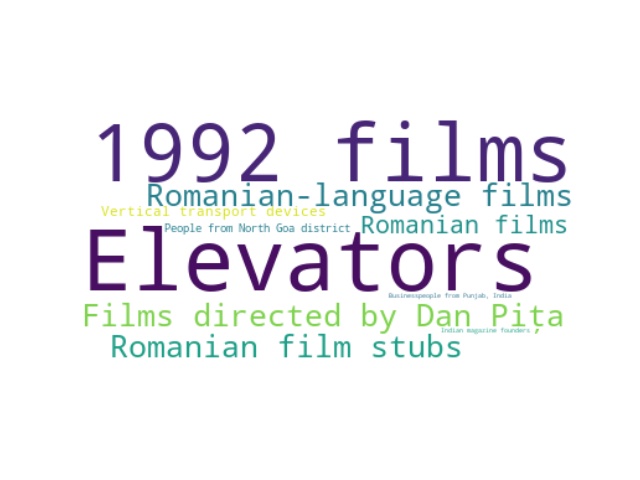 1992 films
Romanian-language films
Vertical transport devices
People from North Goa district
Romanian films
Elevators
Businesspeople from Punjab, India
Films directed by Dan Pița
Indian magazine founders
Romanian film stubs